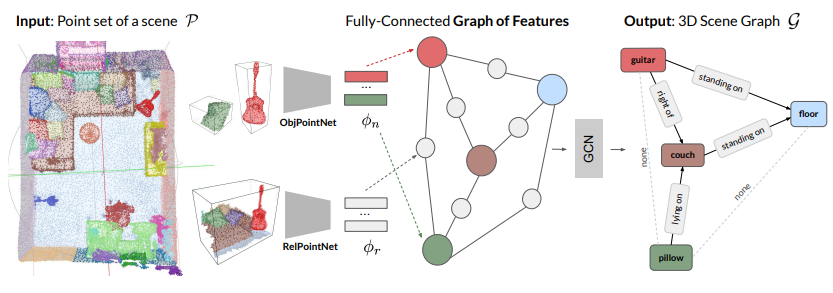 Input: Point set of a scene 𝒫
Fully-Connected Graph of Features
Output: 3D Scene Graph 𝒢
ObjPointNet
...
ϕn
RelPointNet
...
ϕr
GCN
guitar
standing on
right of
floor
couch
standing on
none
lying on
none
pillow